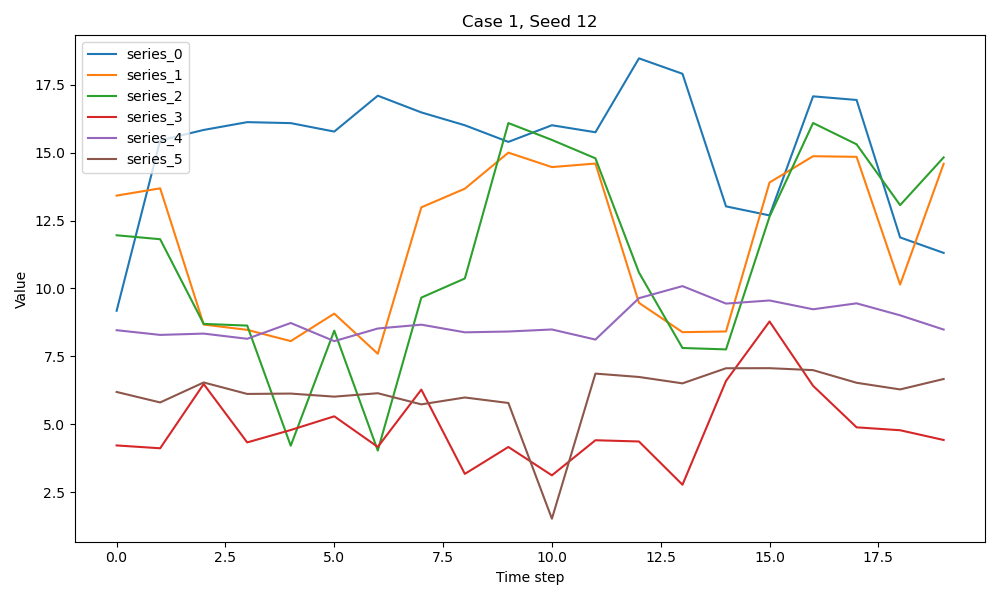 Case 1, Seed 12
series_0
series_1
series_2
series_3
series_4
series_5
Value
17.5
15.0
12.5
10.0
7.5
5.0
2.5
0.0 2.5 5.0 7.5 10.0 12.5 15.0 17.5
Time step